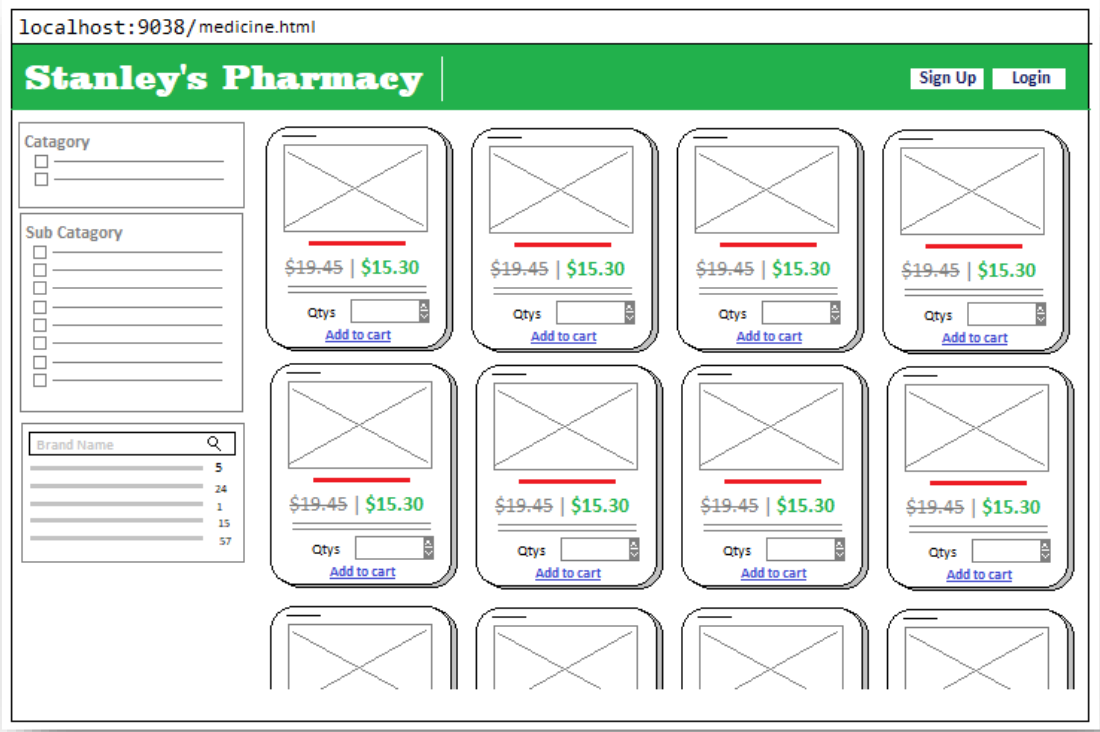 localhost:9038/medicine.html
Stanley's Pharmacy
Sign Up Login
Catagory
Sub Catagory
Brand Name
5
24
1
15
57
$19.45 | $15.30 $19.45 | $15.30 $19.45 | $15.30 $19.45 | $15.30
Qtys Qtys Qtys Qtys
Add to cart Add to cart Add to cart Add to cart
$19.45 | $15.30 $19.45 | $15.30 $19.45 | $15.30 $19.45 | $15.30
Qtys Qtys Qtys Qtys
Add to cart Add to cart Add to cart Add to cart